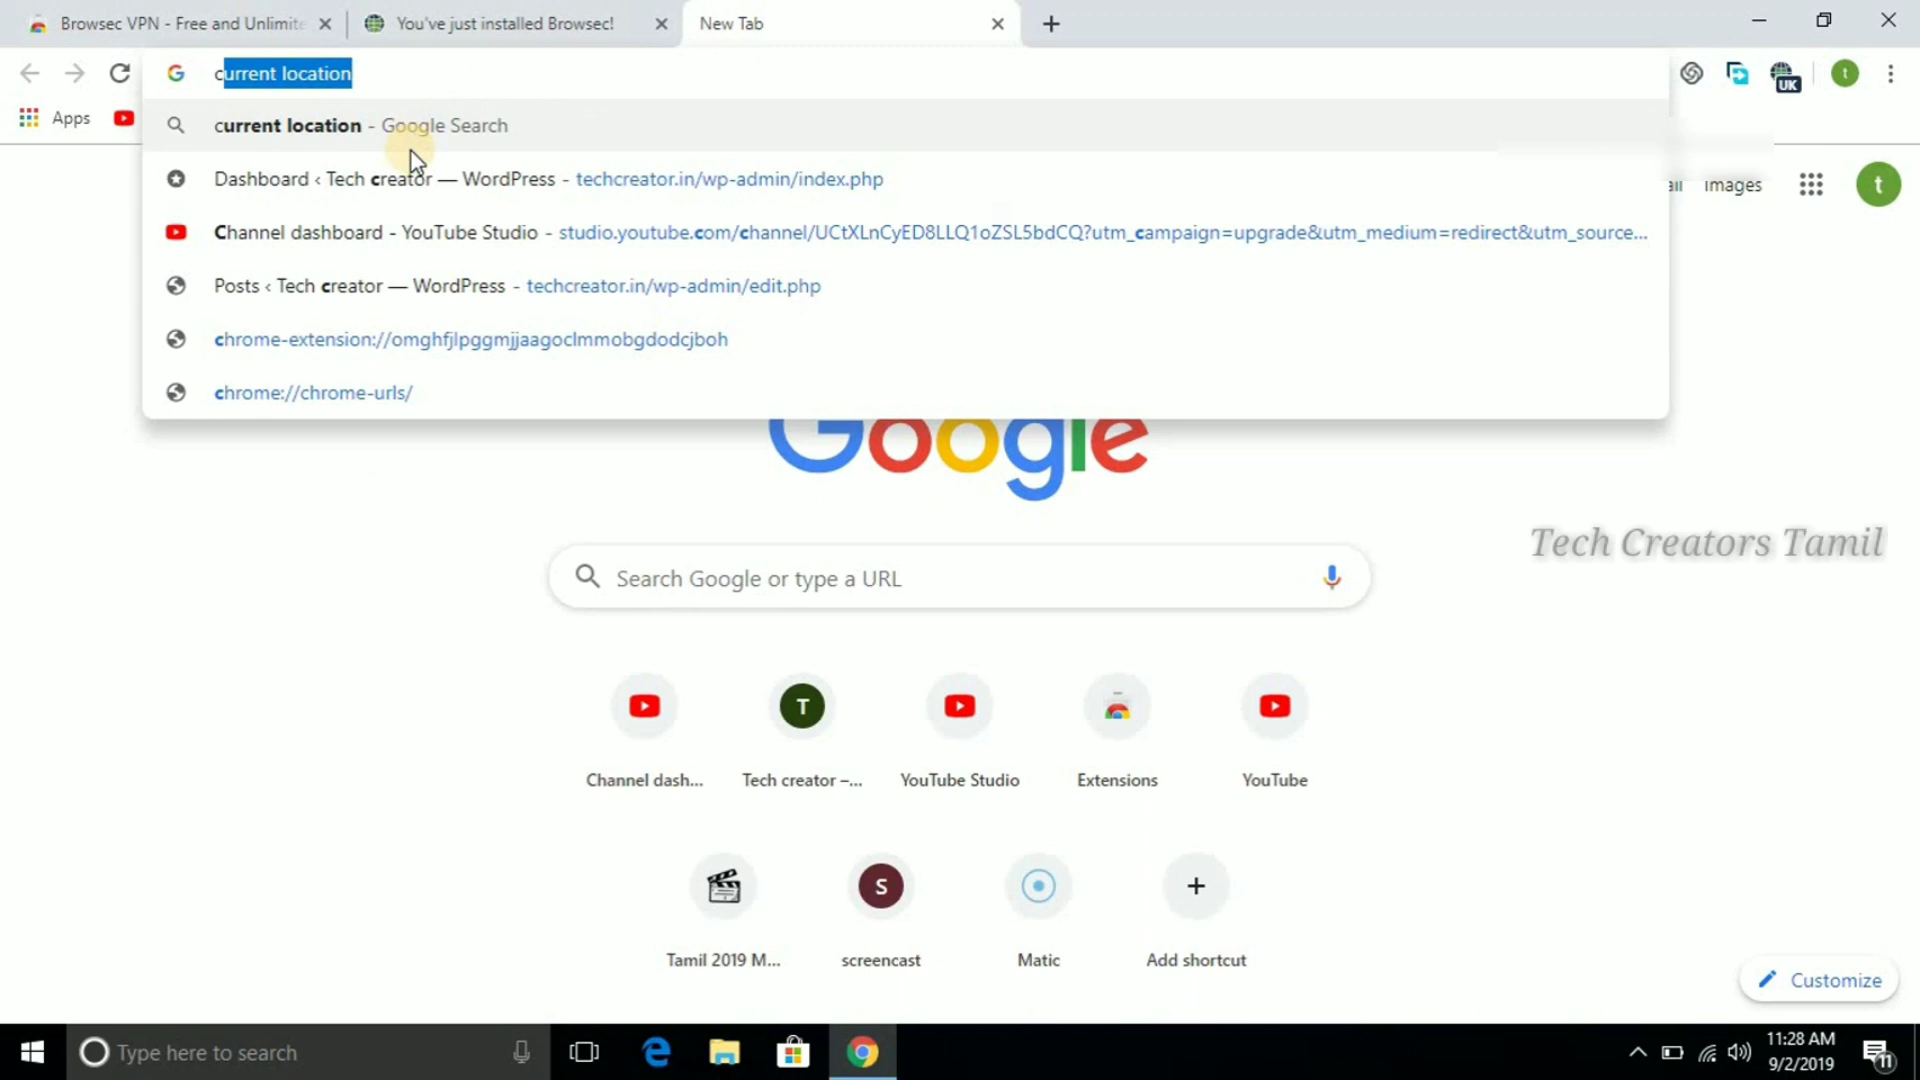 Browsec VPN - Free and Unlimite
You've just installed Browsec!
New Tab
current location
UK
t
Apps
current location - Google Search
Dashboard ‹ Tech creator — WordPress - techcreator.in/wp-admin/index.php
ail Images
t
Channel dashboard - YouTube Studio - studio.youtube.com/channel/UCtXLnCyED8LLQ1oZSL5bdCQ?utm_campaign=upgrade&utm_medium=redirect&utm_source...
Posts ‹ Tech creator — WordPress - techcreator.in/wp-admin/edit.php
chrome-extension://omghfjlpggmjjaagoclmmobgdodcjboh
chrome://chrome-urls/
Google
Tech Creators Tamil
Search Google or type a URL
T
Channel dash...
Tech creator –...
YouTube Studio
Extensions
YouTube
S
Tamil 2019 M...
screencast
Matic
Add shortcut
Customize
Type here to search
11:28 AM
9/2/2019
11